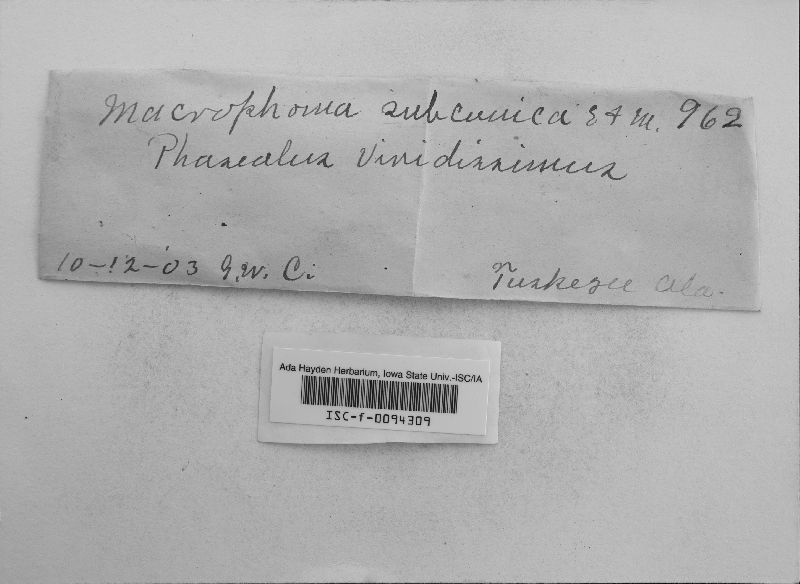 Macrophoma subconica E & M. 962
Phaseolus Viridissimus
10-12-03 G.W. C.
Tuskegee Ala.
Ada Hayden Herbarium, Iowa State Univ.-ISC/IA
ISC-f-0094309